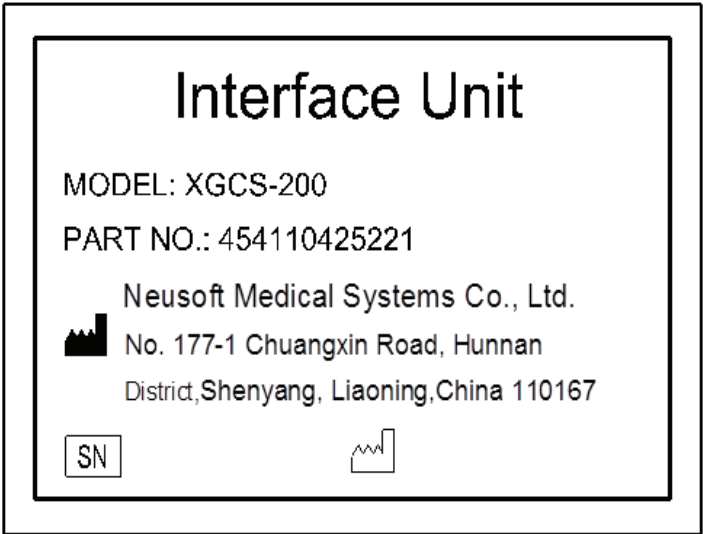 Interface Unit
MODEL: XGCS-200
PART NO.: 454110425221
Neusoft Medical Systems Co., Ltd.
No. 177-1 Chuangxin Road, Hunnan
District,Shenyang, Liaoning,China 110167
SN